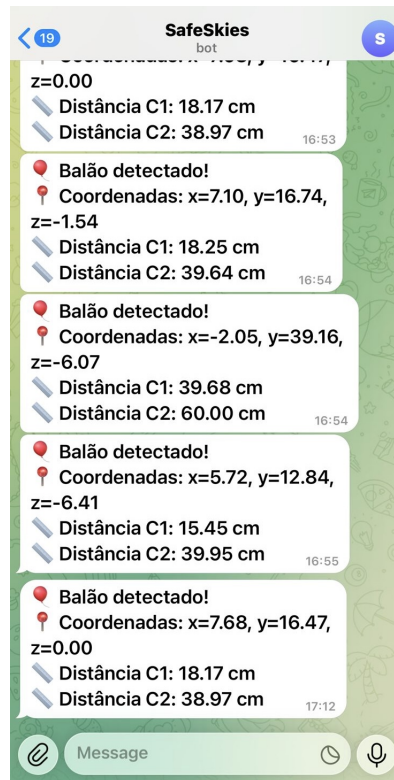 19
SafeSkies
bot
S
z=0.00
Distância C1: 18.17 cm
Distância C2: 38.97 cm
16:53
Balão detectado!
Coordenadas: x=7.10, y=16.74,
z=-1.54
Distância C1: 18.25 cm
Distância C2: 39.64 cm
16:54
Balão detectado!
Coordenadas: x=-2.05, y=39.16,
z=-6.07
Distância C1: 39.68 cm
Distância C2: 60.00 cm
16:54
Balão detectado!
Coordenadas: x=5.72, y=12.84,
z=-6.41
Distância C1: 15.45 cm
Distância C2: 39.95 cm
16:55
Balão detectado!
Coordenadas: x=7.68, y=16.47,
z=0.00
Distância C1: 18.17 cm
Distância C2: 38.97 cm
17:12
Message